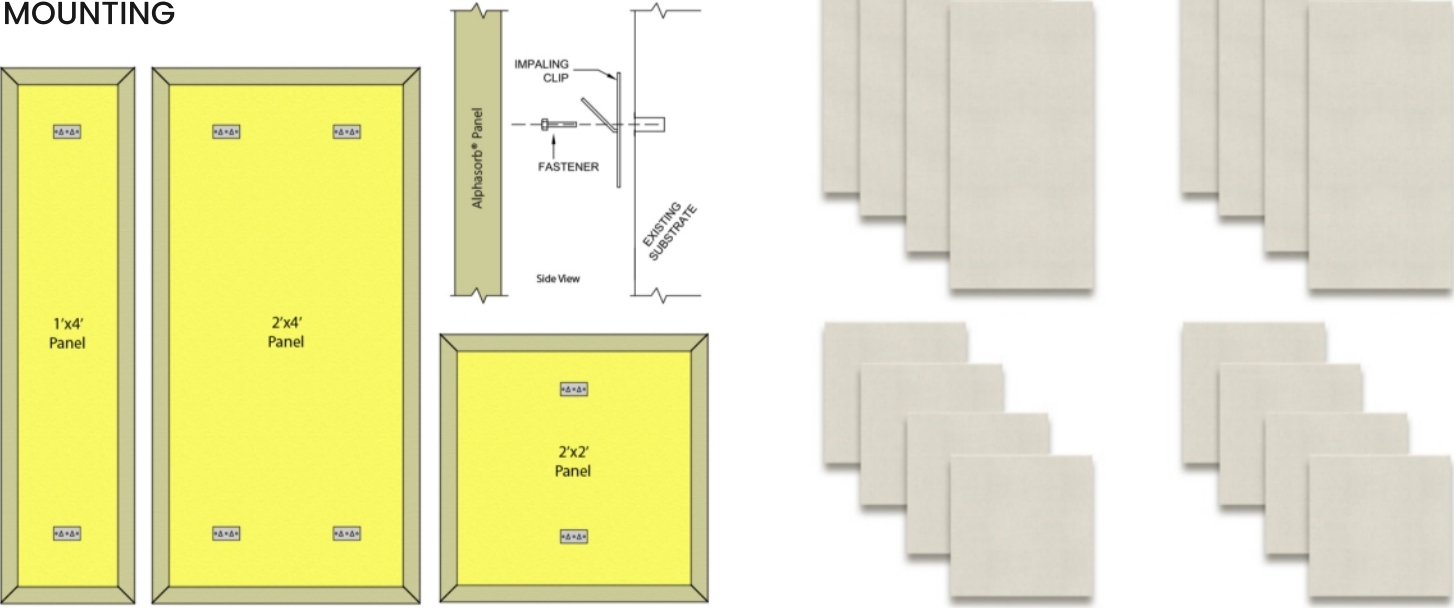 MOUNTING
1'x4'
Panel
2'x4'
Panel
Alphasorb® Panel
IMPALING
CLIP
FASTENER
EXISTING
SUBSTRATE
Side View
2'x2'
Panel